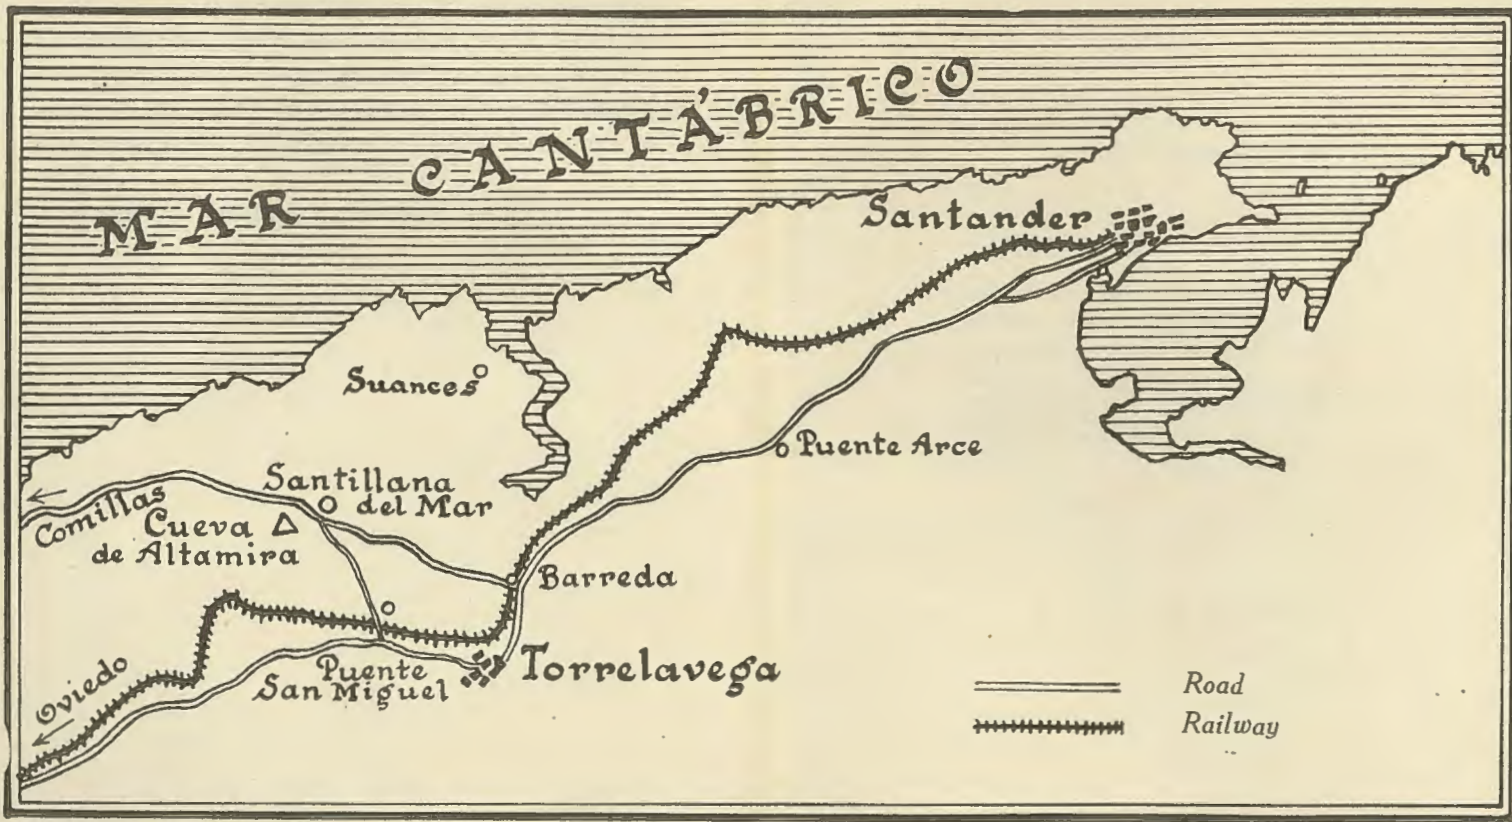 MAR CANTÁBRICO
Santander
Suances
Puente Arce
Santillana
del Mar
Comillas
Cueva
de Altamira
Barreda
Oviedo
Puente
San Miguel
Torrelavega
Road
Railway